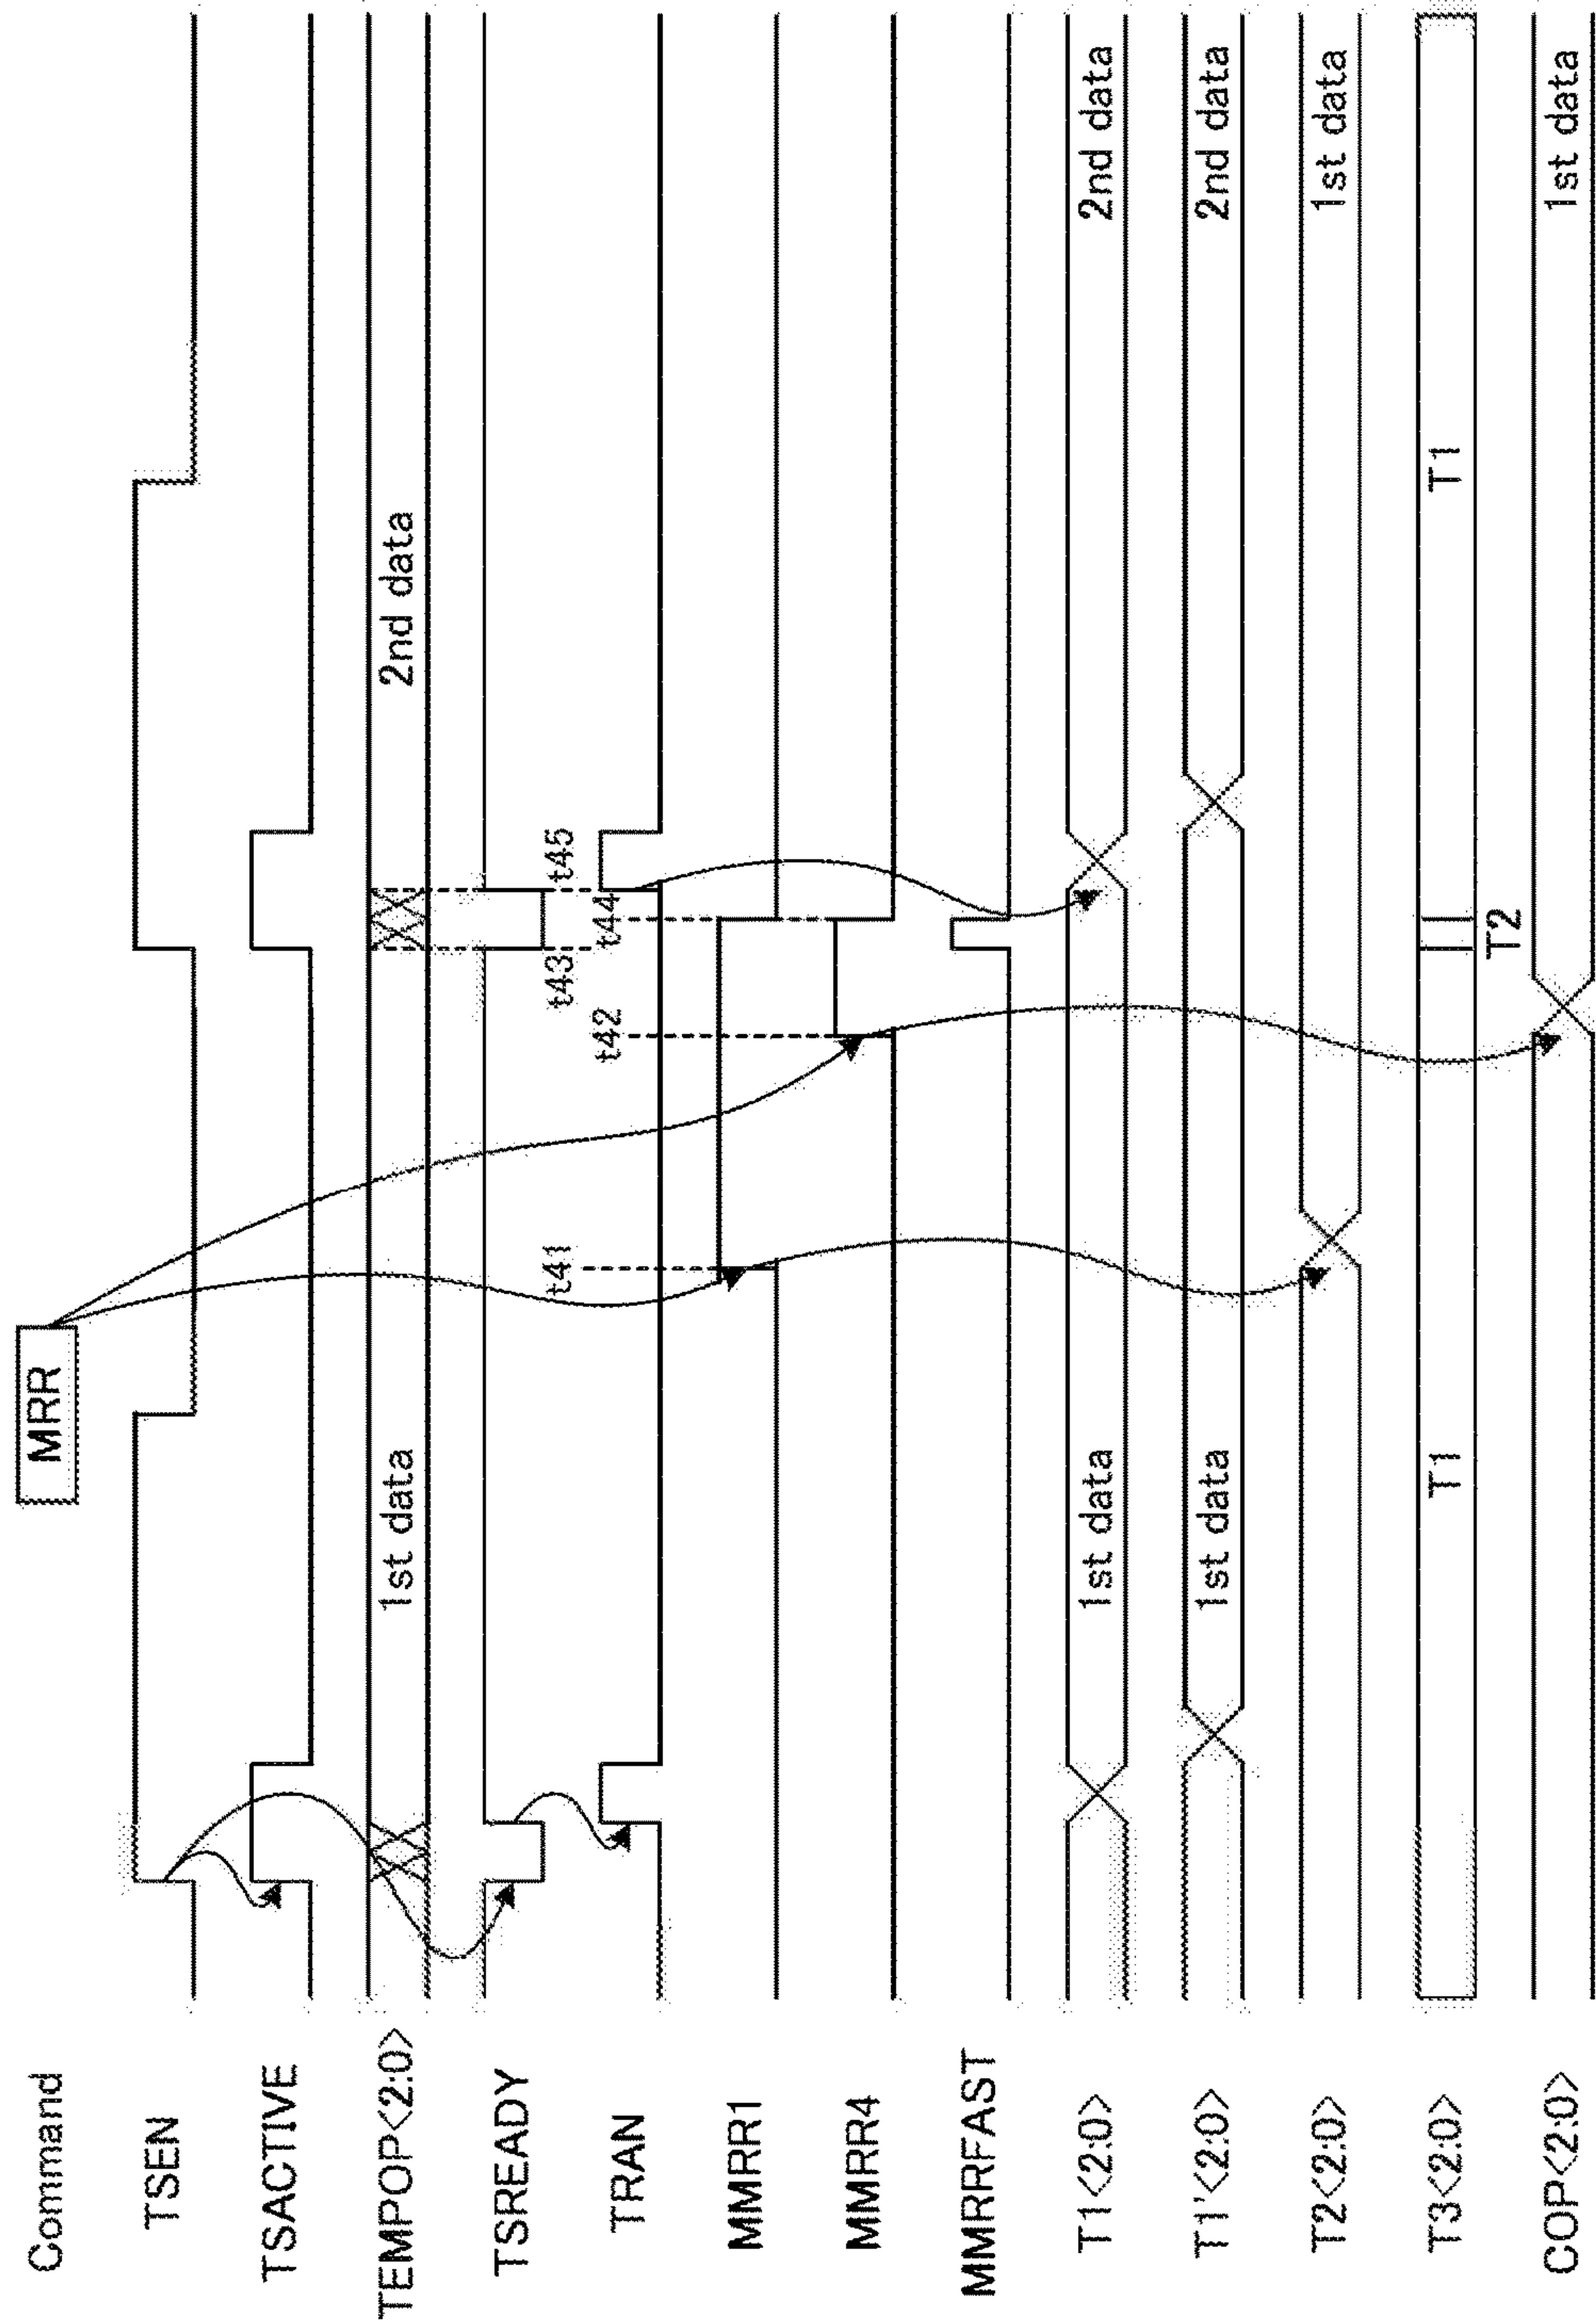 Command
MRR
TSEN
TSACTIVE
TEMPOP<2:0>
1st data
2nd data
TSREADY
t41
t43
t45
TRAN
t42
t44
MMRR1
MMRR4
MMRRFAST
T1<2:0>
1st data
2nd data
T1'<2:0>
1st data
2nd data
T2<2:0>
1st data
T3<2:0>
T1
T1
T2
COP<2:0>
1st data